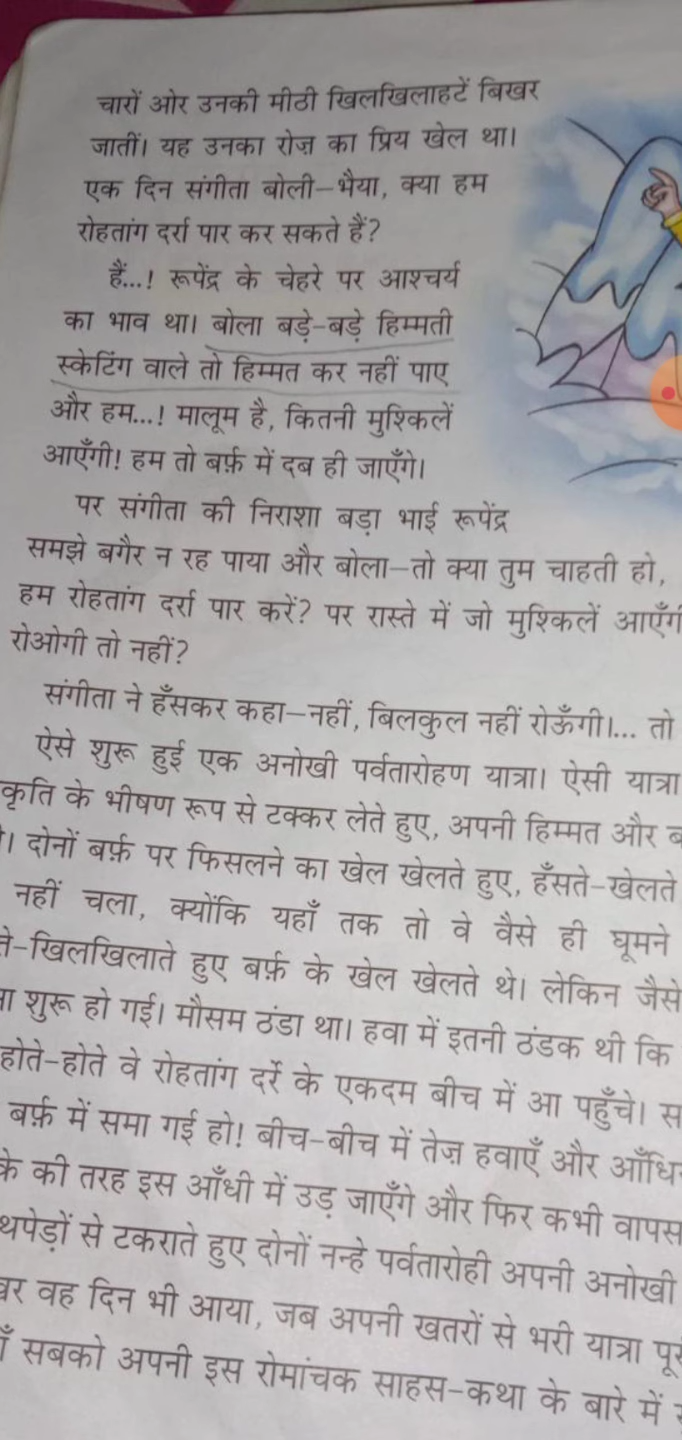 चारों ओर उनकी मीठी खिलखिलाहटें बिखर
जातीं। यह उनका रोज़ का प्रिय खेल था।
एक दिन संगीता बोली—भैया, क्या हम
रोहतांग दर्रा पार कर सकते हैं?
हैं...! रूपेंद्र के चेहरे पर आश्चर्य
का भाव था। बोला बड़े-बड़े हिम्मती
स्केटिंग वाले तो हिम्मत कर नहीं पाए
और हम...! मालूम है, कितनी मुश्किलें
आएँगी! हम तो बर्फ़ में दब ही जाएँगे।
पर संगीता की निराशा बड़ा भाई रूपेंद्र
समझे बगैर न रह पाया और बोला—तो क्या तुम चाहती हो,
हम रोहतांग दर्रा पार करें? पर रास्ते में जो मुश्किलें
रोओगी तो नहीं?
संगीता ने हँसकर कहा—नहीं, बिलकुल नहीं रोऊँगी।... तो
ऐसे शुरू हुई एक अनोखी पर्वतारोहण यात्रा। ऐसी यात्रा
के भीषण रूप से टक्कर लेते हुए, अपनी हिम्मत और
दोनों बर्फ़ पर फिसलने का खेल खेलते हुए, हँसते-खेलते
नहीं चला, क्योंकि यहाँ तक तो वे वैसे ही घूमने
खिलखिलाते हुए बर्फ़ के खेल खेलते थे। लेकिन जैसे
शुरू हो गई। मौसम ठंडा था। हवा में इतनी ठंडक थी कि
होते-होते वे रोहतांग दर्रे के एकदम बीच में आ पहुँचे।
बर्फ़ में समा गई हो! बीच-बीच में तेज़ हवाएँ और
की तरह इस आँधी में उड़ जाएँगे और फिर कभी वापस
थपेड़ों से टकराते हुए दोनों नन्हे पर्वतारोही अपनी अनोखी
वह दिन भी आया, जब अपनी खतरों से भरी यात्रा
सबको अपनी इस रोमांचक साहस-कथा के बारे में